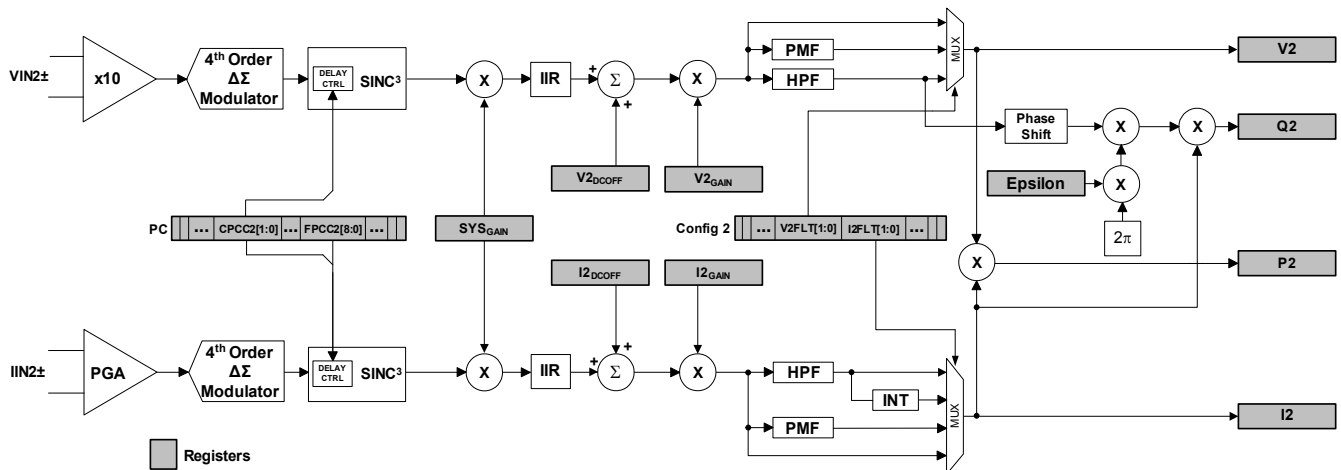 VIN2±
x10
4th Order
ΔΣ
Modulator
DELAY
CTRL
SINC³
X
IIR
+
Σ
+
X
PMF
HPF
MUX
V2
Phase
Shift
X
X
Q2
Epsilon
X
2π
V2DCOFF
V2GAIN
PC
... CPCC2[1:0] ... FPCC2[8:0] ...
SYSGAIN
Config 2
... V2FLT[1:0] I2FLT[1:0] ...
X
P2
I2DCOFF
I2GAIN
IIN2±
PGA
4th Order
ΔΣ
Modulator
DELAY
CTRL
SINC³
X
IIR
+
+
Σ
X
HPF
INT
PMF
MUX
I2
Registers